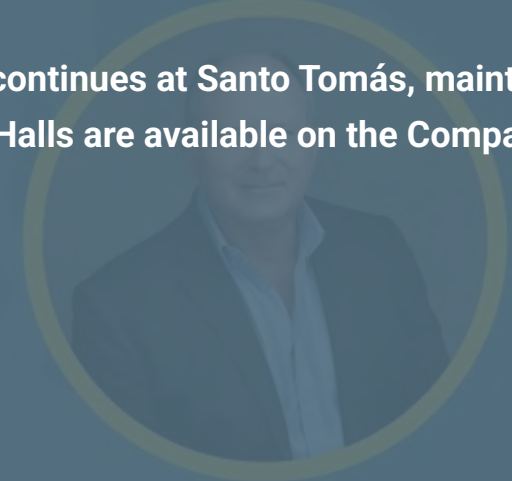 continues at Santo Tomás, maint
Halls are available on the Compa